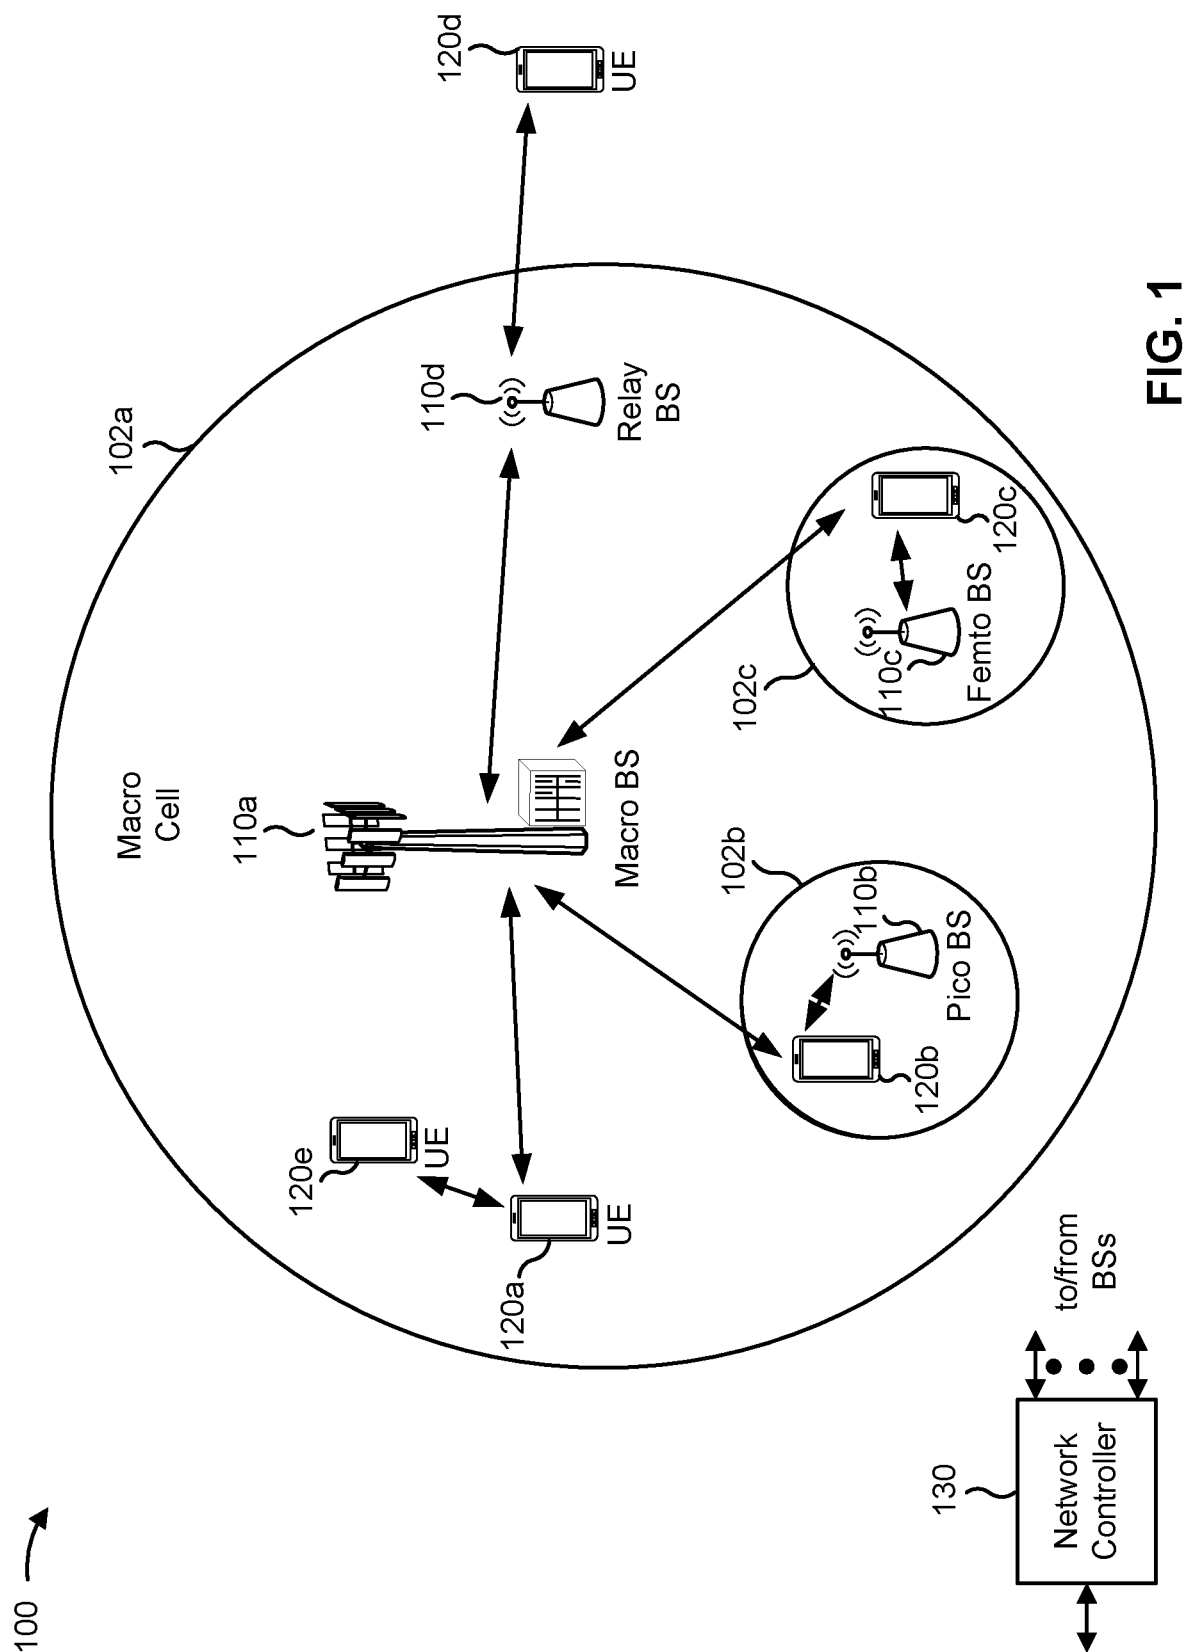 100
102a
Macro
Cell
110a
120d
UE
110d
Relay
BS
120e
UE
120a
UE
Macro BS
102b
110b
Pico BS
120b
102c
110c
Femto BS
120c
130
Network
Controller
to/from
BSs
FIG. 1